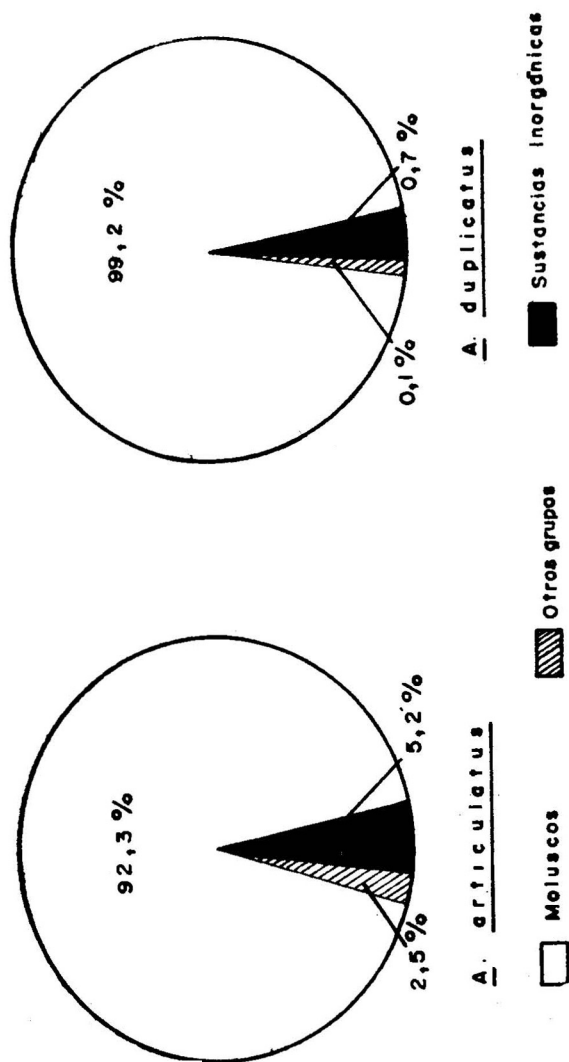 92,3 %
2,5 %
5,2 %
A. articulatus
99,2 %
0,1 %
0,7 %
A. duplicatus
Moluscos
Otros grupos
Sustancias inorgánicas